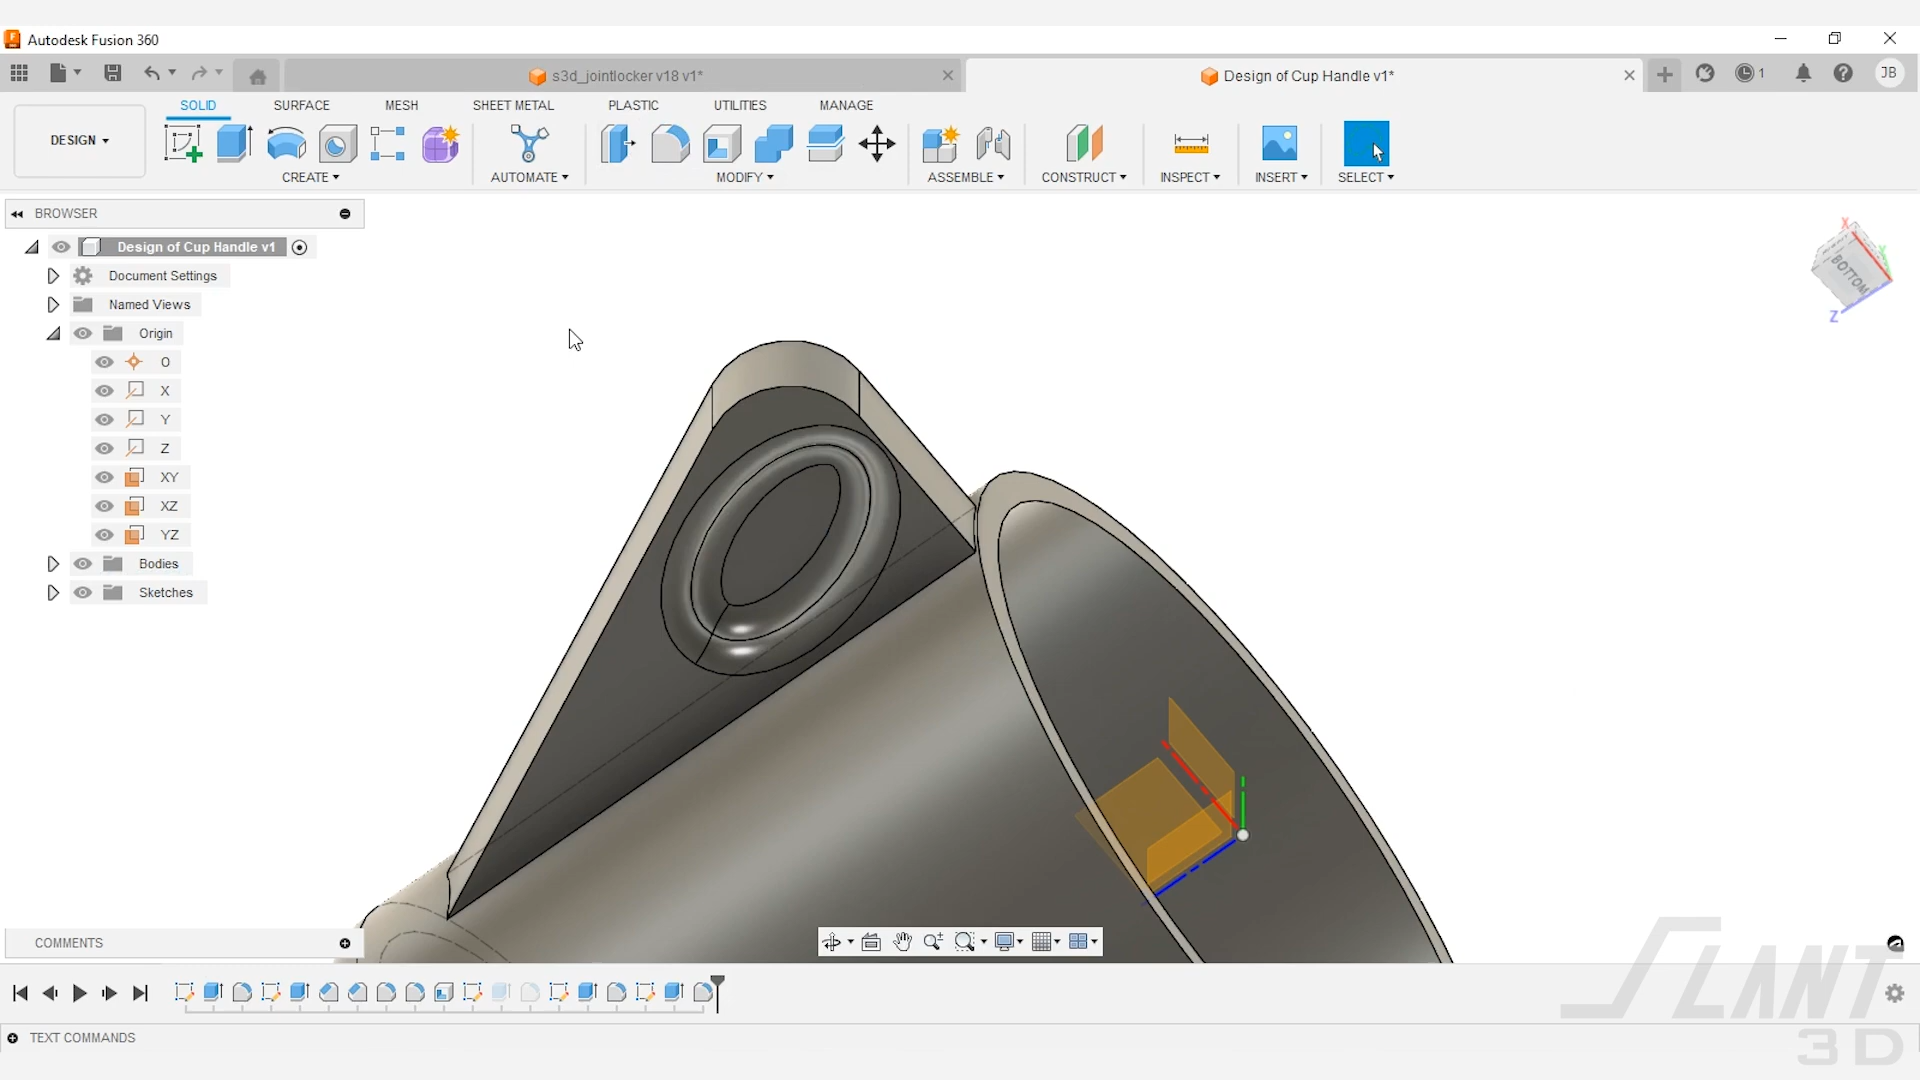 Autodesk Fusion 360
s3d_jointlocker v18 v1*
Design of Cup Handle v1*
1
JB
DESIGN
SOLID
SURFACE
MESH
SHEET METAL
PLASTIC
UTILITIES
MANAGE
CREATE
AUTOMATE
MODIFY
ASSEMBLE
CONSTRUCT
INSPECT
INSERT
SELECT
BROWSER
Design of Cup Handle v1
Document Settings
Named Views
Origin
O
X
Y
Z
XY
XZ
YZ
Bodies
Sketches
X
Y
BOTTOM
Z
COMMENTS
TEXT COMMANDS
SLANT
3D